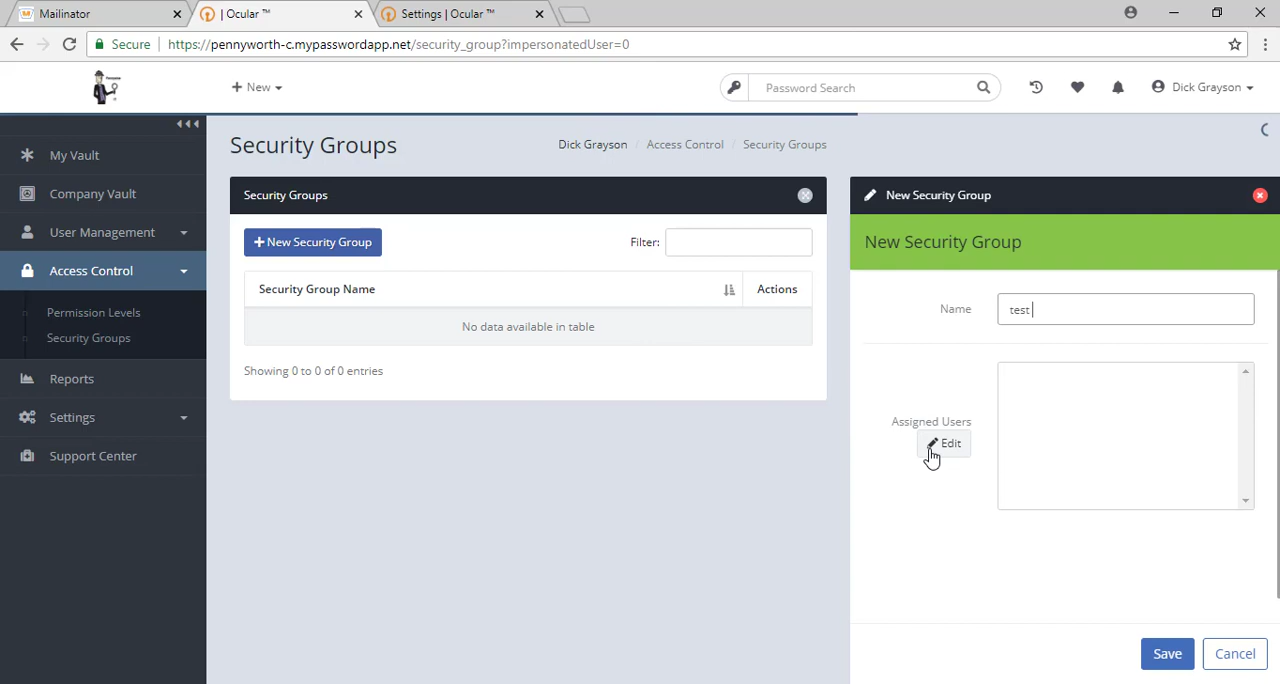 Mailinator
| Ocular ™
Settings | Ocular ™
Secure
https://pennyworth-c.mypasswordapp.net/security_group?impersonatedUser=0
New
Password Search
Dick Grayson
My Vault
Company Vault
User Management
Access Control
Permission Levels
Security Groups
Reports
Settings
Support Center
Security Groups
Dick Grayson / Access Control / Security Groups
Security Groups
New Security Group
Filter:
Security Group Name
Actions
No data available in table
Showing 0 to 0 of 0 entries
New Security Group
New Security Group
Name
test
Assigned Users
Edit
Save
Cancel